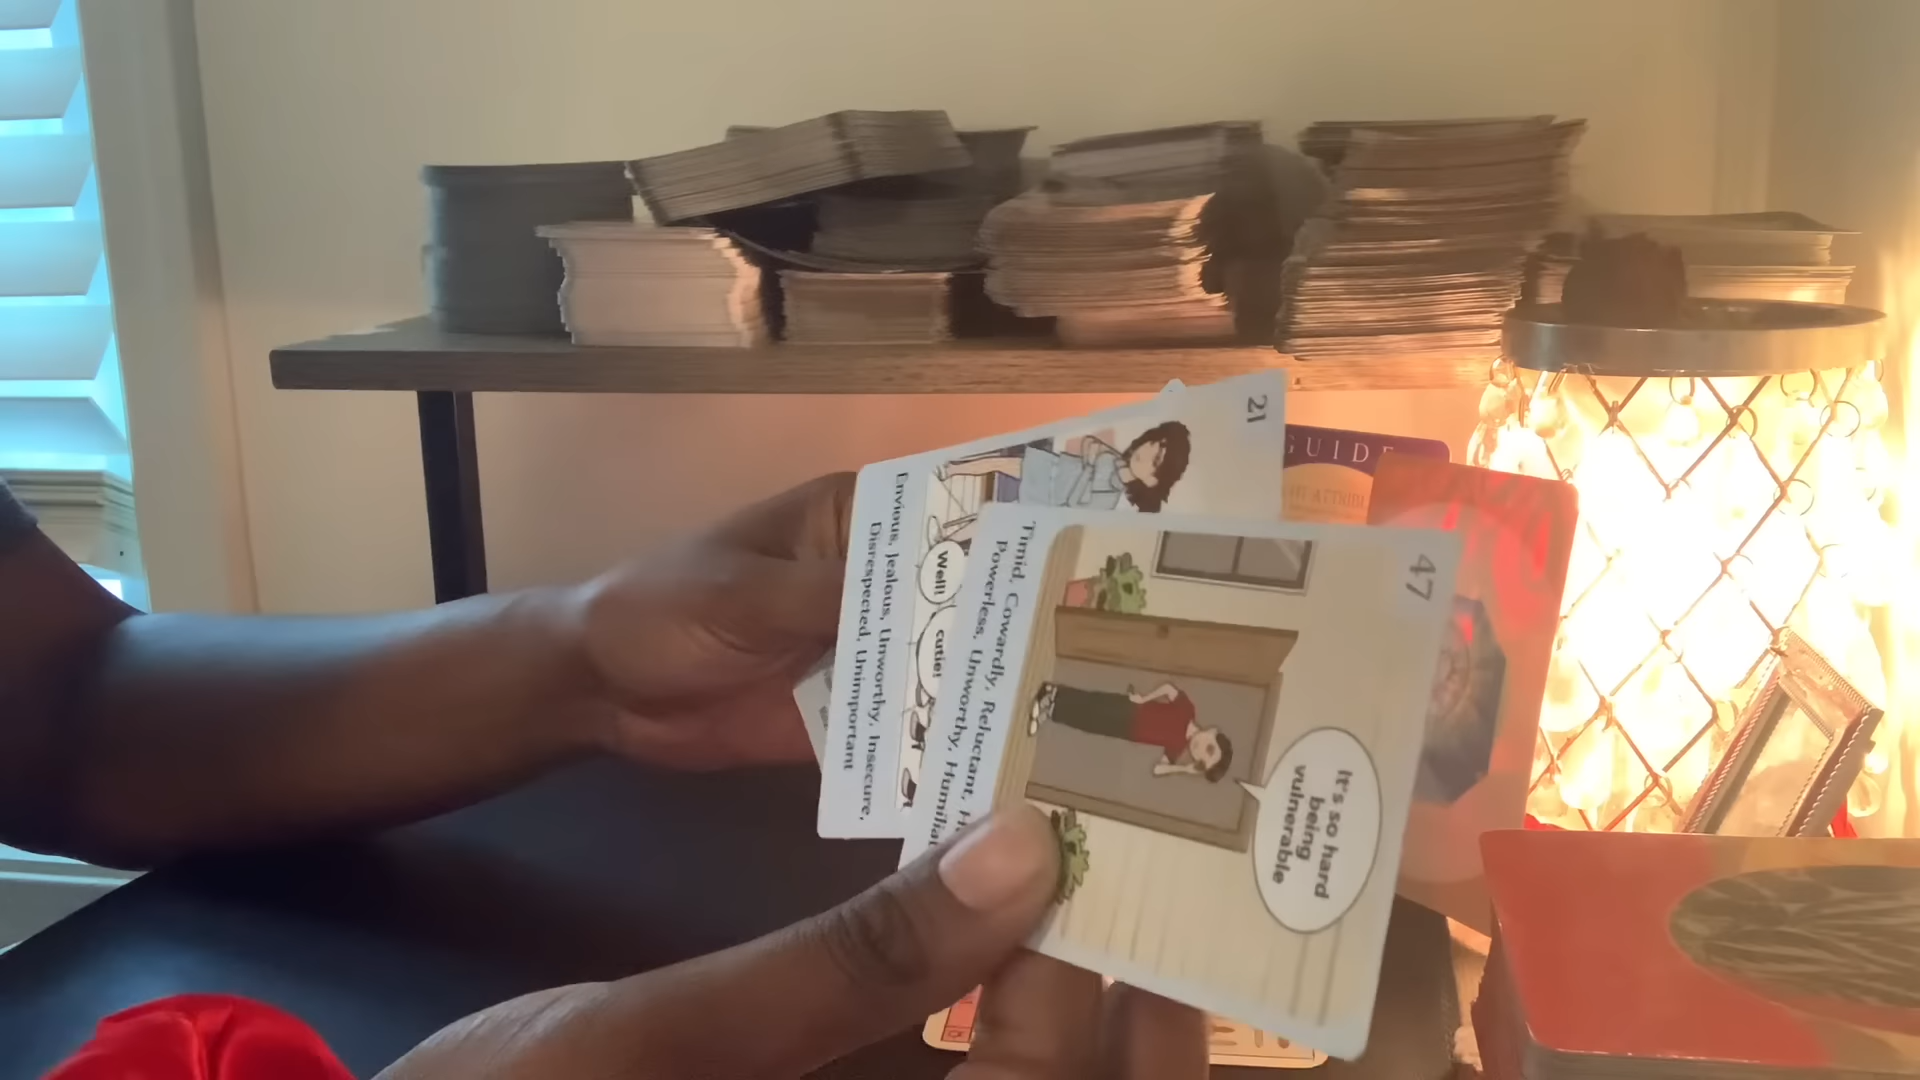 21
Well!
cutie!
Envious, Jealous, Unworthy, Insecure,
Disrespected, Unimportant
47
It's so hard
being
vulnerable
Timid, Cowardly, Reluctant,
Powerless, Unworthy,
GUIDE